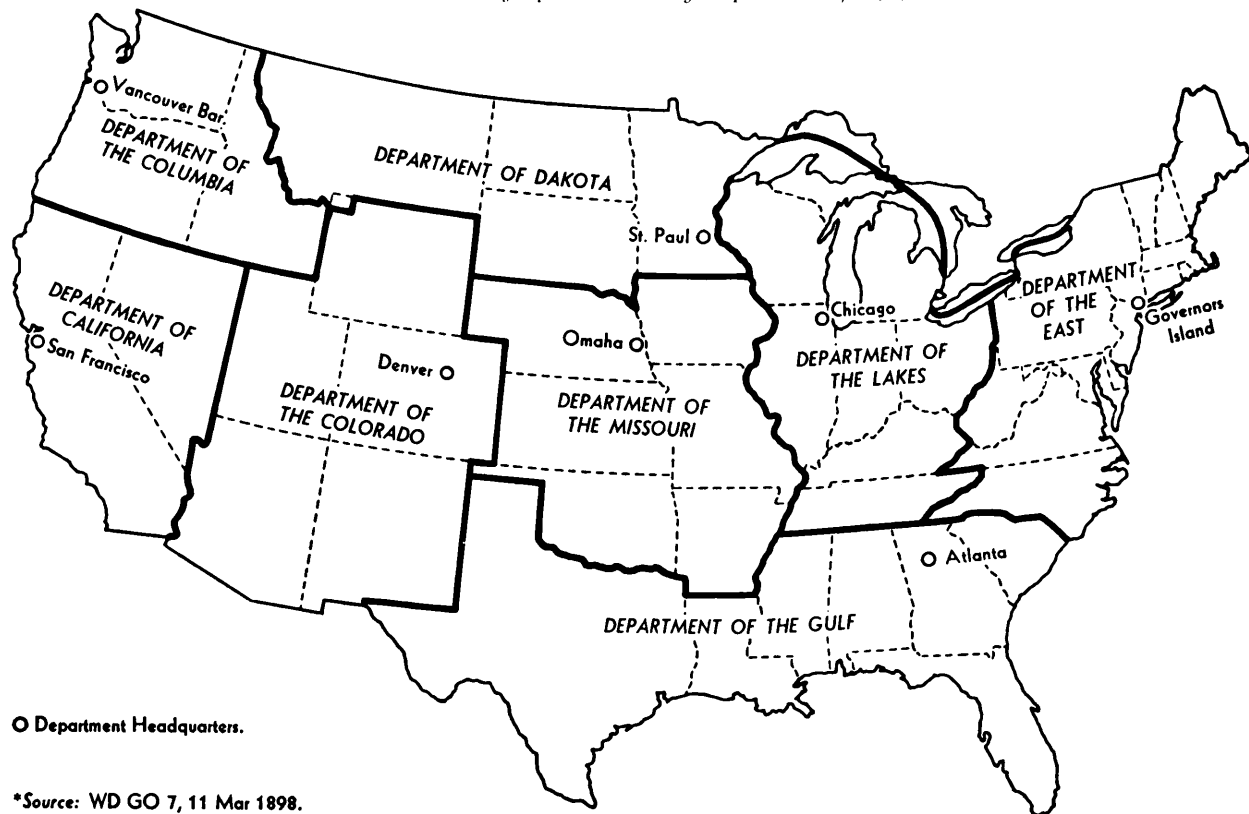 Vancouver Bar.
DEPARTMENT OF
THE COLUMBIA
DEPARTMENT OF DAKOTA
St. Paul
DEPARTMENT OF
CALIFORNIA
San Francisco
Omaha
Chicago
DEPARTMENT
OF THE
EAST
Governors
Island
Denver
DEPARTMENT OF
THE LAKES
DEPARTMENT OF
THE COLORADO
DEPARTMENT OF
THE MISSOURI
Atlanta
DEPARTMENT OF THE GULF
O Department Headquarters.
*Source: WD GO 7, 11 Mar 1898.